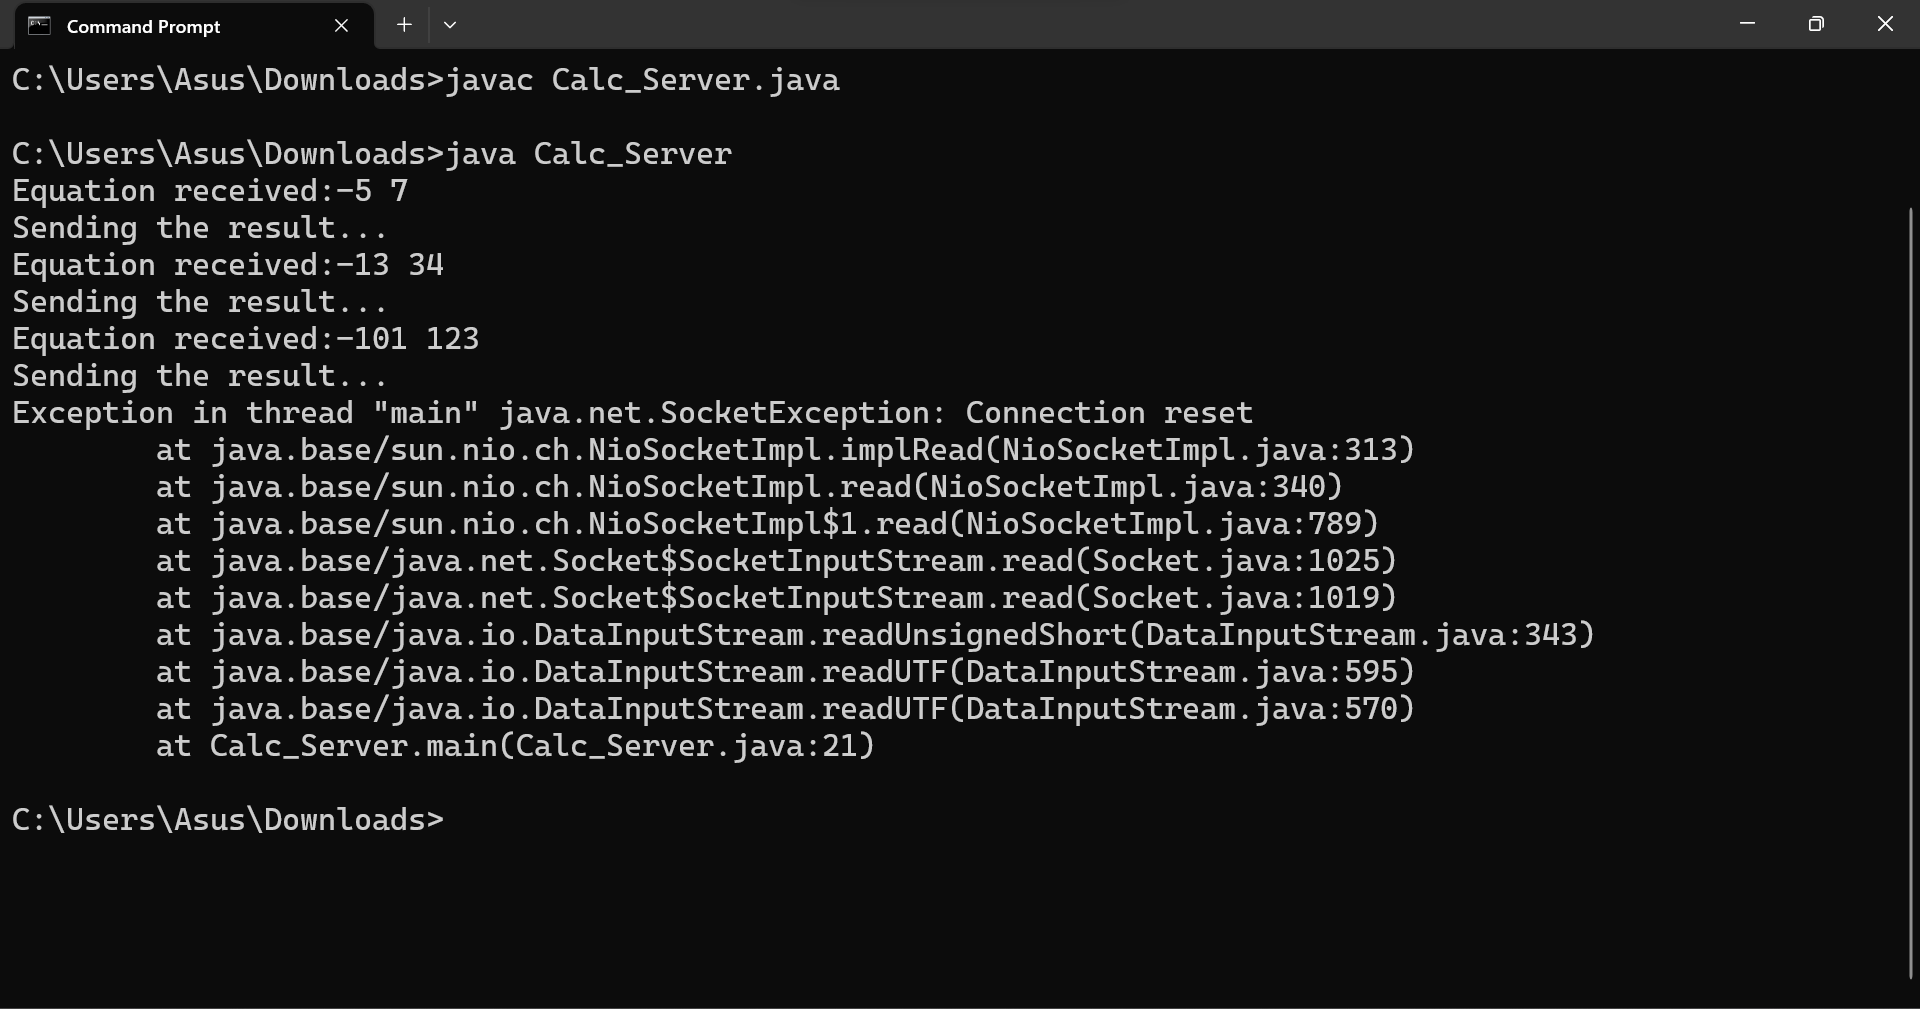 Command Prompt
C:\Users\Asus\Downloads>javac Calc_Server.java
C:\Users\Asus\Downloads>java Calc_Server
Equation received:-5 7
Sending the result...
Equation received:-13 34
Sending the result...
Equation received:-101 123
Sending the result...
Exception in thread "main" java.net.SocketException: Connection reset
        at java.base/sun.nio.ch.NioSocketImpl.implRead(NioSocketImpl.java:313)
        at java.base/sun.nio.ch.NioSocketImpl.read(NioSocketImpl.java:340)
        at java.base/sun.nio.ch.NioSocketImpl$1.read(NioSocketImpl.java:789)
        at java.base/java.net.Socket$SocketInputStream.read(Socket.java:1025)
        at java.base/java.net.Socket$SocketInputStream.read(Socket.java:1019)
        at java.base/java.io.DataInputStream.readUnsignedShort(DataInputStream.java:343)
        at java.base/java.io.DataInputStream.readUTF(DataInputStream.java:595)
        at java.base/java.io.DataInputStream.readUTF(DataInputStream.java:570)
        at Calc_Server.main(Calc_Server.java:21)
C:\Users\Asus\Downloads>